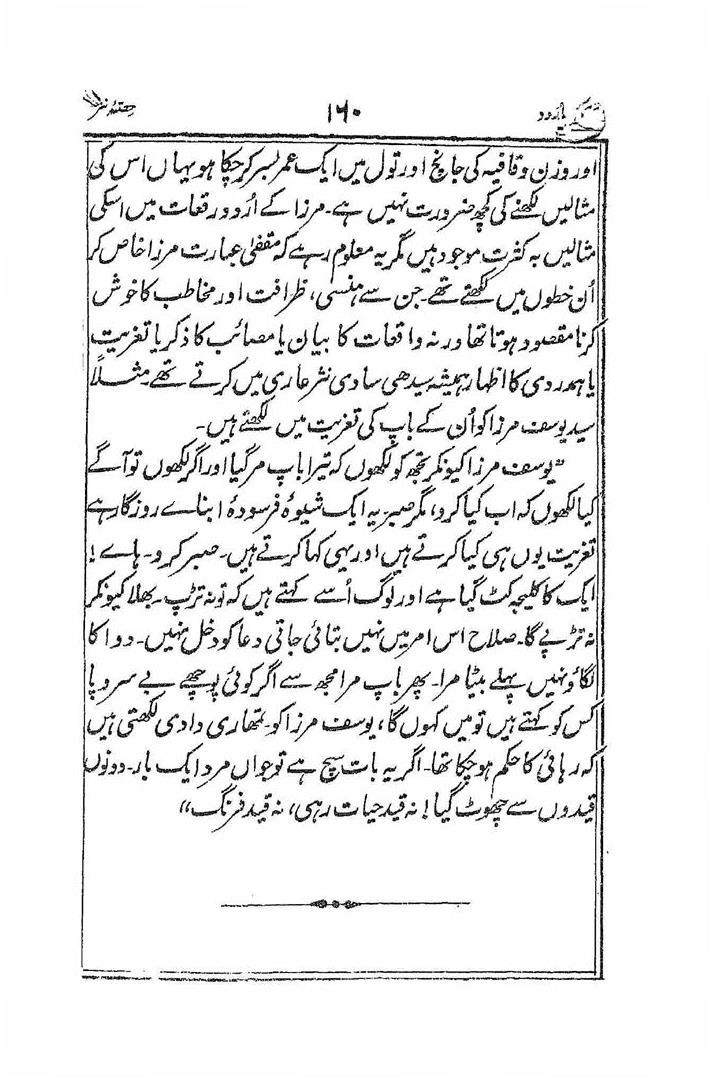 حصّہ نثر ۱۶۰ اردو
اور وزن و قافیہ کی جانچ اور تول میں ایک عمر بسر کر چکا ہو یہاں اس کی
مثالیں لکھنے کی کچھ ضرورت نہیں ہے۔ مرزا کے اُردو رقعات میں اسکی
مثالیں بہ کثرت موجود ہیں مگر یہ معلوم رہے کہ مقفیٰ عبارت مرزا خاص کر
اُن خطوں میں لکھتے تھے۔ جن سے ہنسی، ظرافت اور مخاطب کا خوش
کرنا مقصود ہوتا تھا ورنہ واقعات کا بیان یا مصائب کا ذکر یا تعزیت
یا ہمدردی کا اظہار ہمیشہ سیدھی سادی نثر عاری میں کرتے تھے۔ مثلاً
سید یوسف مرزا کو اُن کے باپ کی تعزیت میں لکھتے ہیں۔
“یوسف مرزا کیونکر تجھ کو لکھوں کہ تیرا باپ مر گیا اور اگر لکھوں تو آگے
کیا لکھوں کہ اب کیا کرو، مگر صبر یہ ایک شیوۂ فرسودۂ ابنائے روزگار ہے
تعزیت یوں ہی کیا کرتے ہیں اور یہی کہا کرتے ہیں۔ صبر کرو۔ ہائے!
ایک کا کلیجہ کٹ گیا ہے اور لوگ اُسے کہتے ہیں کہ تو نہ تڑپ۔ بھلا کیونکر
نہ تڑپے گا۔ صلاح اس امر میں نہیں بتائی جاتی دعا کو دخل نہیں۔ دوا کا
لگاؤ نہیں پہلے بیٹا مرا۔ پھر باپ مرا مجھ سے اگر کوئی پوچھے بے سر و پا
کس کو کہتے ہیں تو میں کہوں گا، یوسف مرزا کو۔ تمھاری دادی لکھتی ہیں
کہ رہائی کا حکم ہو چکا تھا۔ اگر یہ بات سچ ہے تو جواں مرد ایک بار۔ دونوں
قیدوں سے چھوٹ گیا! نہ قید حیات رہی، نہ قید فرنگ”